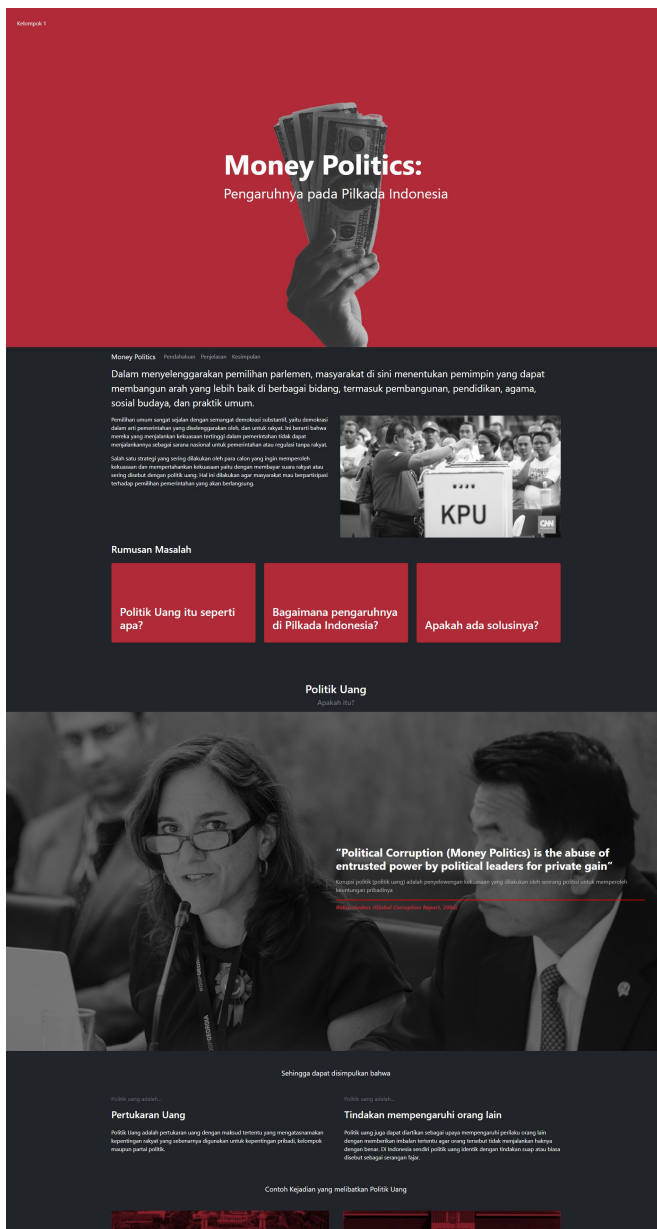 Kelompok 1
Money Politics:
Pengaruhnya pada Pilkada Indonesia
Money Politics Pendahuluan Penjelasan Kesimpulan
Dalam menyelenggarakan pemilihan parlemen, masyarakat di sini menentukan pemimpin yang dapat
membangun arah yang lebih baik di berbagai bidang, termasuk pembangunan, pendidikan, agama,
sosial budaya, dan praktik umum.
Pemilihan umum sangat sejalan dengan semangat demokrasi substantif, yaitu demokrasi
dalam arti pemerintahan yang diselenggarakan oleh, dan untuk rakyat. Ini berarti bahwa
mereka yang menjalankan kekuasaan tertinggi dalam pemerintahan tidak dapat
menjalankannya sebagai sarana nasional untuk pemerintahan atau regulasi tanpa rakyat.
Salah satu strategi yang sering dilakukan oleh para calon yang ingin memperoleh
kekuasaan dan mempertahankan kekuasaan yaitu dengan membayar suara rakyat atau
sering disebut dengan politik uang. Hal ini dilakukan agar masyarakat mau berpartisipasi
terhadap pemilihan pemerintahan yang akan berlangsung.
KPU
CNN
Rumusan Masalah
Politik Uang itu seperti
apa?
Bagaimana pengaruhnya
di Pilkada Indonesia?
Apakah ada solusinya?
Politik Uang
Apakah itu?
“Political Corruption (Money Politics) is the abuse of
entrusted power by political leaders for private gain”
Korupsi politik (politik uang) adalah penyelewengan kekuasaan yang dilakukan oleh seorang politisi untuk memperoleh
keuntungan pribadinya
(Global Corruption Report,
GEORGIA
Sehingga dapat disimpulkan bahwa
Politik uang adalah...
Pertukaran Uang
Politik Uang adalah pertukaran uang dengan maksud tertentu yang mengatasnamakan
kepentingan rakyat yang sebenarnya digunakan untuk kepentingan pribadi, kelompok
maupun partai politik.
Politik uang adalah...
Tindakan mempengaruhi orang lain
Politik uang juga dapat diartikan sebagai upaya mempengaruhi perilaku orang lain
dengan memberikan imbalan tertentu agar orang tersebut tidak menjalankan haknya
dengan benar. Di Indonesia sendiri politik uang identik dengan tindakan suap atau biasa
disebut sebagai serangan fajar.
Contoh Kejadian yang melibatkan Politik Uang